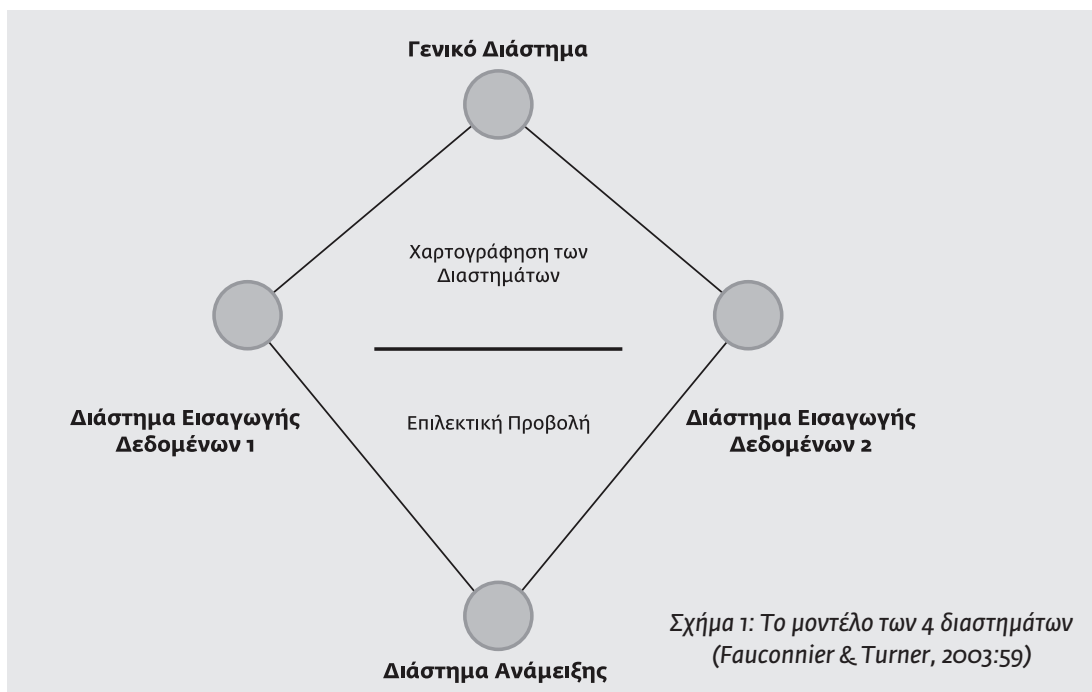 Γενικό Διάστημα
Χαρτογράφηση των
Διαστημάτων
Επιλεκτική Προβολή
Διάστημα Εισαγωγής
Δεδομένων 1
Διάστημα Εισαγωγής
Δεδομένων 2
Διάστημα Ανάμειξης
Σχήμα 1: Το μοντέλο των 4 διαστημάτων
(Fauconnier & Turner, 2003:59)